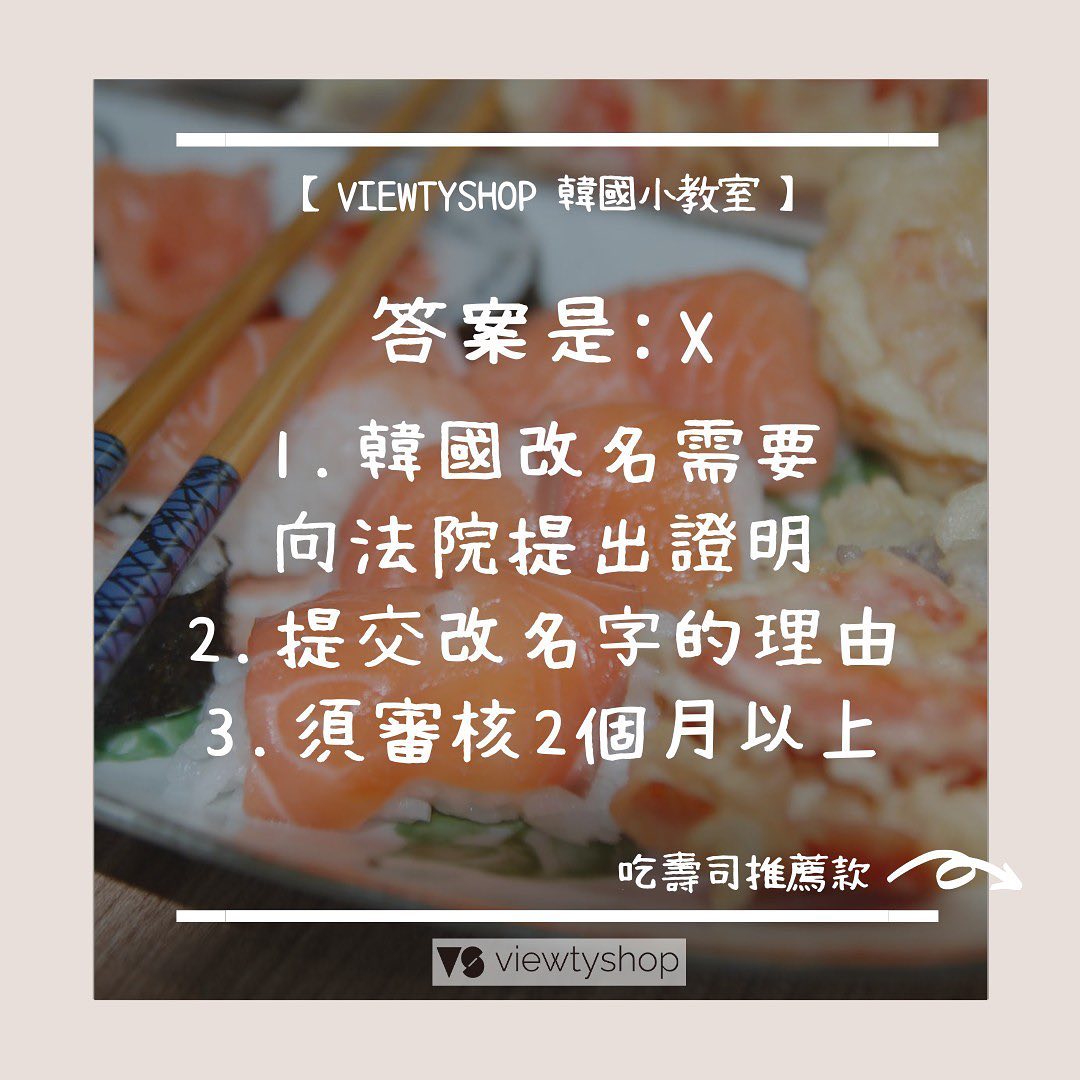 【 VIEWTYSHOP 韓國小教室 】
答案是:X
1.韓國改名需要
向法院提出證明
2.提交改名字的理由
3.須審核2個月以上
吃壽司推薦款
VS viewtyshop